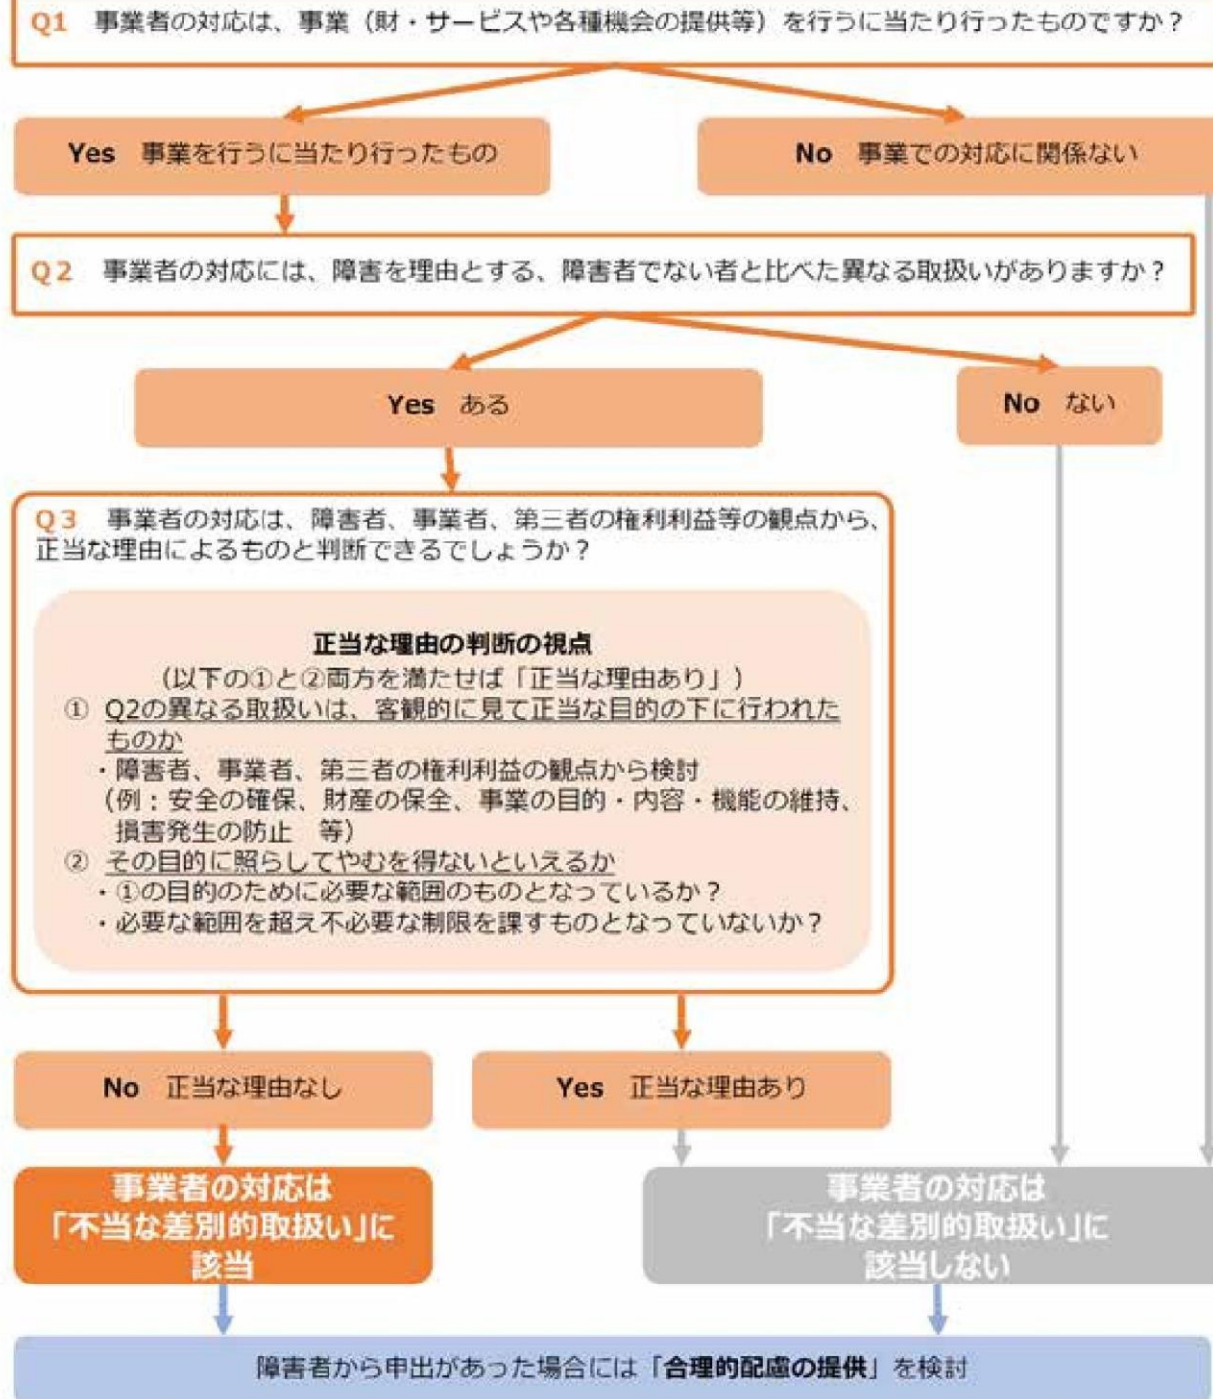 Q1 事業者の対応は、事業（財・サービスや各種機会の提供等）を行うに当たり行ったものですか？
Yes 事業を行うに当たり行ったもの
No 事業での対応に関係ない
Q2 事業者の対応には、障害を理由とする、障害者でない者と比べた異なる取扱いがありますか？
Yes ある
No ない
Q3 事業者の対応は、障害者、事業者、第三者の権利利益等の観点から、
正当な理由によるものと判断できるでしょうか？
正当な理由の判断の視点
（以下の①と②両方を満たせば「正当な理由あり」）
① Q2の異なる取扱いは、客観的に見て正当な目的の下に行われた
ものか
・障害者、事業者、第三者の権利利益の観点から検討
（例：安全の確保、財産の保全、事業の目的・内容・機能の維持、
損害発生の防止 等）
② その目的に照らしてやむを得ないといえるか
・①の目的のために必要な範囲のものとなっているか？
・必要な範囲を超え不必要な制限を課すものとなっていないか？
No 正当な理由なし
Yes 正当な理由あり
事業者の対応は
「不当な差別的取扱い」に
該当
事業者の対応は
「不当な差別的取扱い」に
該当しない
障害者から申出があった場合には「合理的配慮の提供」を検討